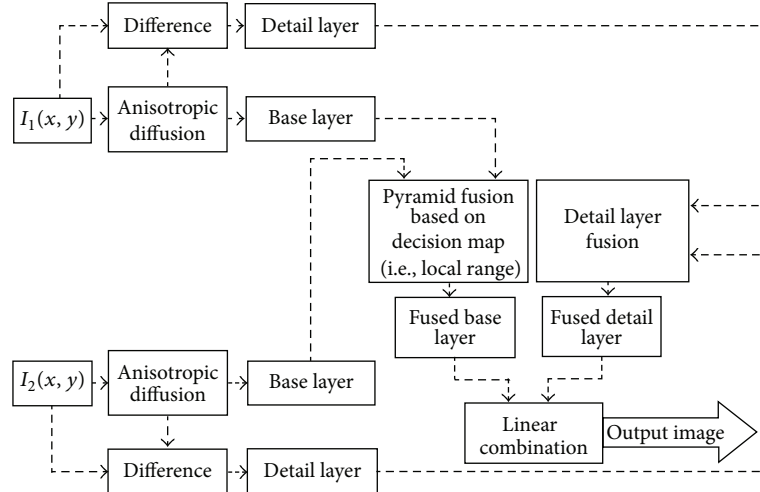 Difference
Detail layer
I₁(x, y)
Anisotropic
diffusion
Base layer
Pyramid fusion
based on
decision map
(i.e., local range)
Detail layer
fusion
Fused base
layer
Fused detail
layer
I₂(x, y)
Anisotropic
diffusion
Base layer
Linear
combination
Output image
Difference
Detail layer